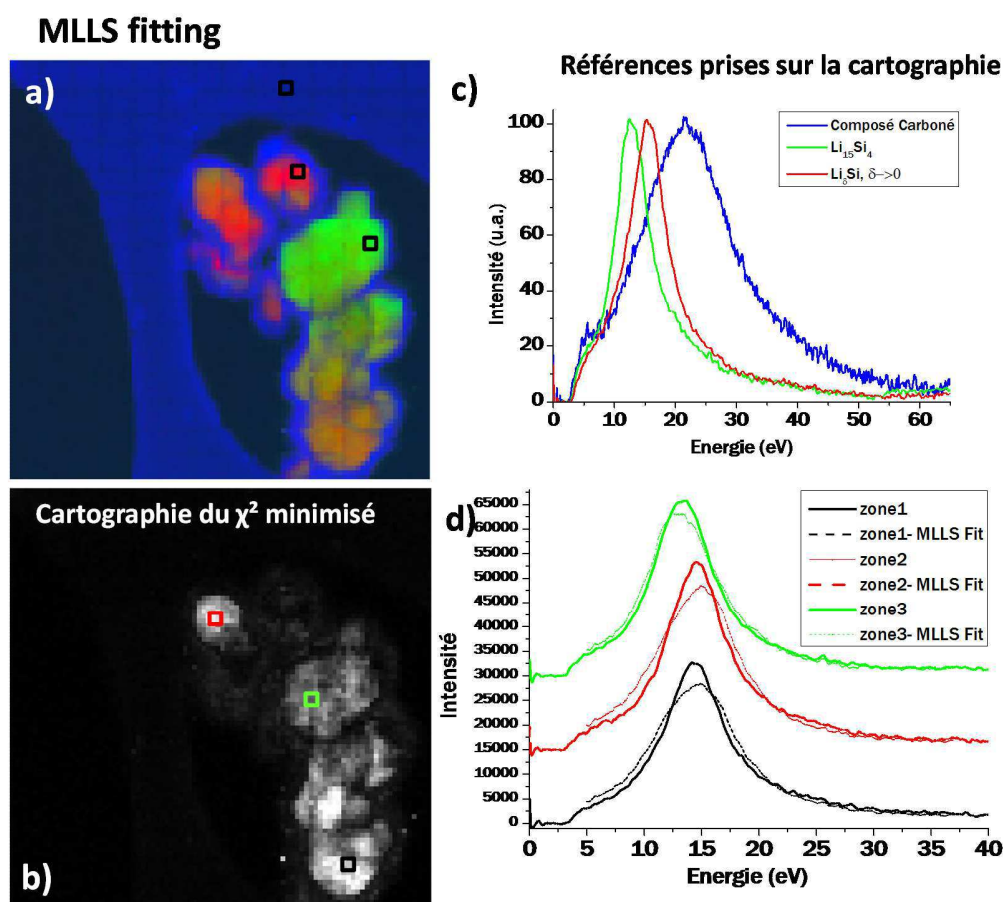 MLLS fitting
a)
Références prises sur la cartographie
c)
Composé Carboné
Li₁₅Si₄
LiδSi, δ->0
100
80
60
40
20
0
Intensité (u.a.)
0 10 20 30 40 50 60
Energie (eV)
Cartographie du χ² minimisé
b)
d)
zone1
zone1- MLLS Fit
zone2
zone2- MLLS Fit
zone3
zone3- MLLS Fit
65000
60000
55000
50000
45000
40000
35000
30000
25000
20000
15000
10000
5000
0
Intensité
0 5 10 15 20 25 30 35 40
Energie (eV)